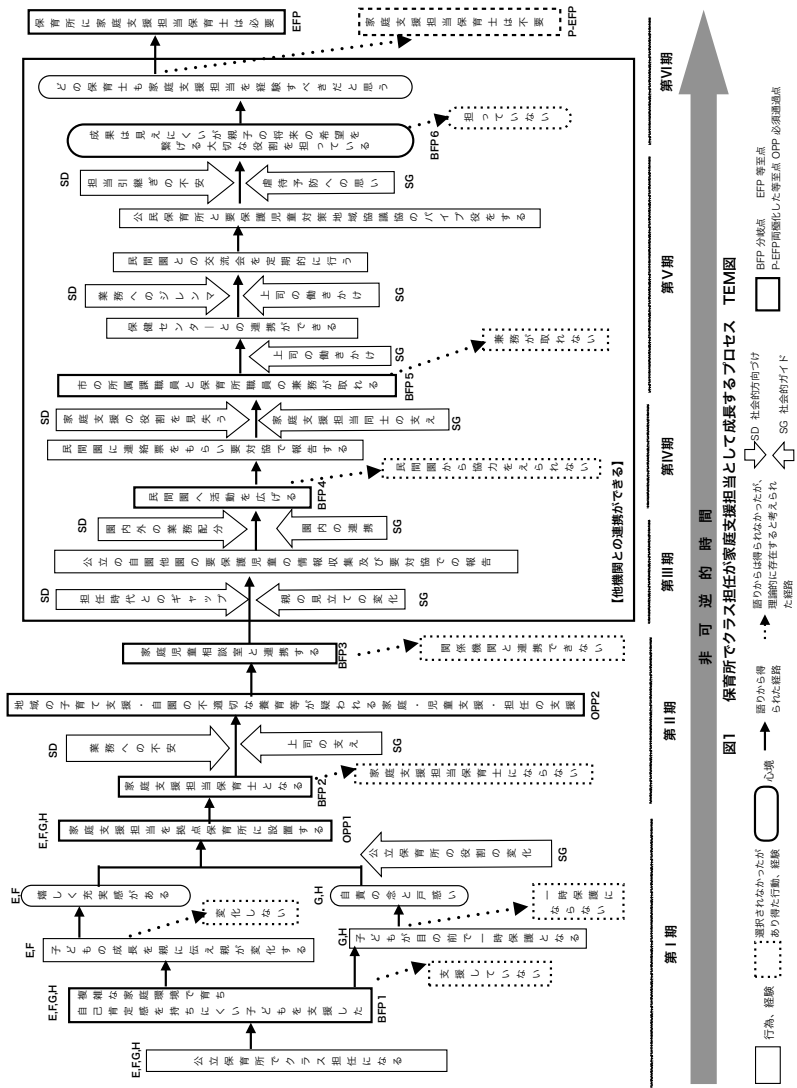 E,F,G,H
公立保育所でクラス担任になる
E,F,G,H
複雑な家庭環境で育ち
自己肯定感を持ちにくい子どもを支援した
BFP1
支援していない
E,F
子どもの成長を親に伝え親が変化する
変化しない
E,F
嬉しく充実感がある
G,H
子どもが目の前で一時保護となる
一時保護に
ならない
G,H
自責の念と戸惑い
公立保育所の役割の変化
SG
E,F,G,H
家庭支援担当を拠点保育所に設置する
OPP1
家庭支援担当保育士となる
BFP2
家庭支援担当保育士にならない
SD
業務への不安
上司の支え
SG
地域の子育て支援・自園の不適切な養育等が疑われる家庭・児童支援・担任の支援
OPP2
家庭児童相談室と連携する
BFP3
関係機関と連携できない
【他機関との連携ができる】
SD
担任時代とのギャップ
親の見立ての変化
SG
公立の自園他園の要保護児童の情報収集及び要対協での報告
SD
園内外の業務配分
園内の連携
SG
民間園へ活動を広げる
BFP4
民間園から協力をえられない
民間園に連絡票をもらい要対協で報告する
SD
家庭支援の役割を見失う
家庭支援担当同士の支え
SG
市の所属課職員と保育所職員の兼務が取れる
BFP5
兼務が取れない
上司の働きかけ
SG
保健センターとの連携ができる
SD
業務へのジレンマ
上司の働きかけ
SG
民間園との交流会を定期的に行う
公民保育所と要保護児童対策地域協議協のパイプ役をする
SD
担当引継ぎの不安
虐待予防への思い
SG
成果は見えにくいが親子の将来の希望を
繋げる大切な役割を担っている
BFP6
担っていない
どの保育士も家庭支援担当を経験すべきだと思う
保育所に家庭支援担当保育士は必要
EFP
家庭支援担当保育士は不要
P-EFP
第Ⅰ期
第Ⅱ期
第Ⅲ期
第Ⅳ期
第Ⅴ期
第Ⅵ期
非可逆的時間
図1 保育所でクラス担任が家庭支援担当として成長するプロセス TEM図
行為、経験
選択されなかったが
あり得た行動、経験
心境
語りから得
られた経路
語りからは得られなかったが、
理論的に存在すると考えられ
た経路
SD 社会的方向づけ
SG 社会的ガイド
BFP 分岐点 EFP 等至点
P-EFP両極化した等至点 OPP 必須通過点